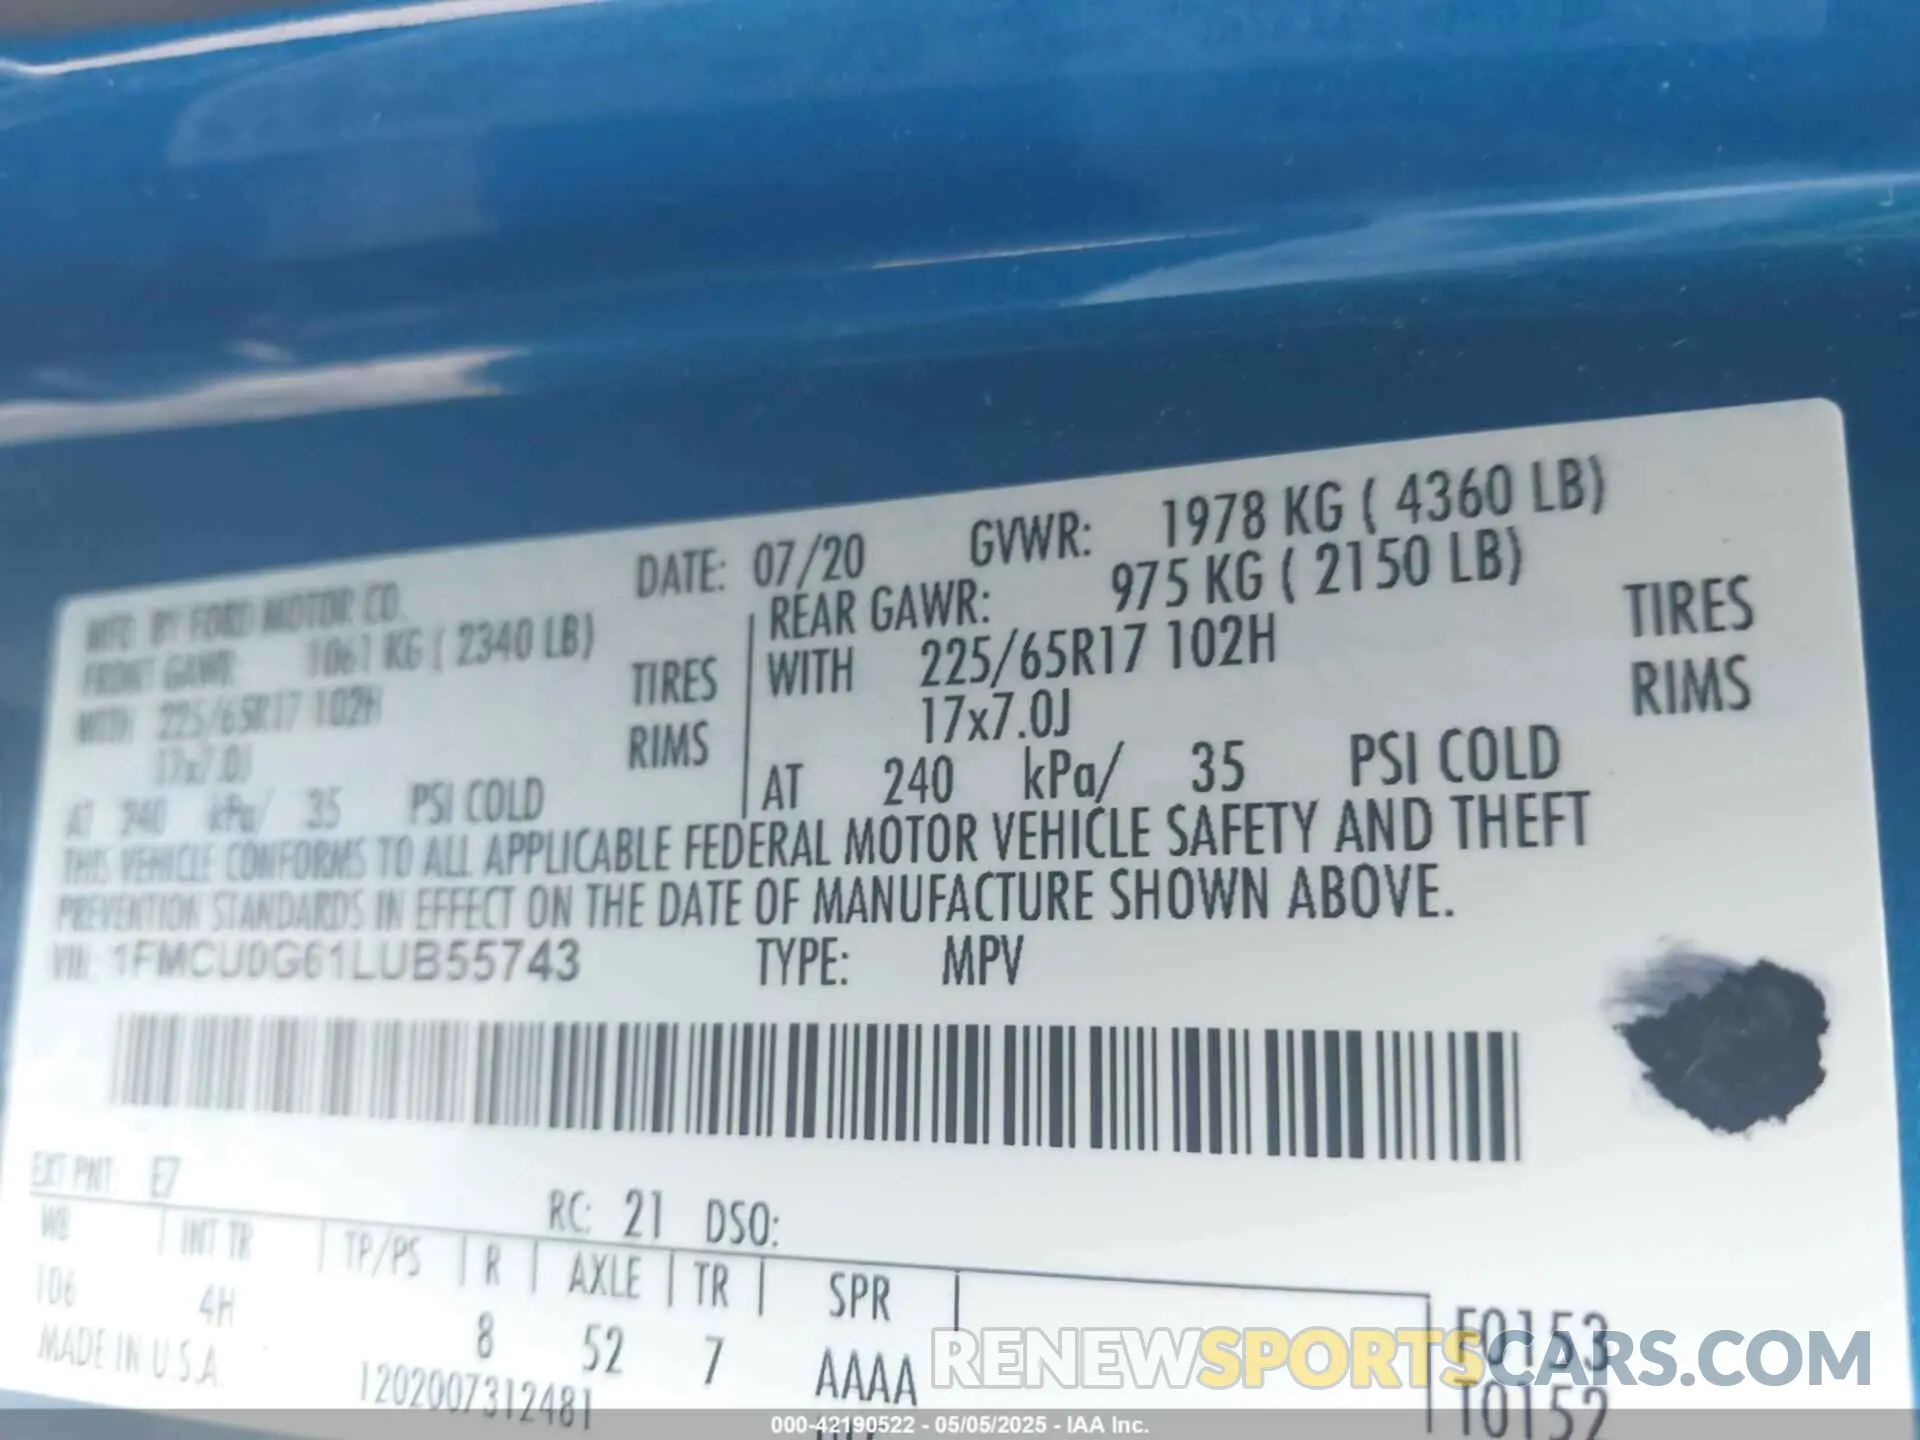 MFD. BY FORD MOTOR CO.
DATE: 07/20 GVWR: 1978 KG ( 4360 LB)
FRONT GAWR: 1061 KG ( 2340 LB)
REAR GAWR: 975 KG ( 2150 LB)
WITH 225/65R17 102H TIRES
WITH 225/65R17 102H TIRES
17x7.0J RIMS
17x7.0J RIMS
AT 240 kPa/ 35 PSI COLD
AT 240 kPa/ 35 PSI COLD
THIS VEHICLE CONFORMS TO ALL APPLICABLE FEDERAL MOTOR VEHICLE SAFETY AND THEFT
PREVENTION STANDARDS IN EFFECT ON THE DATE OF MANUFACTURE SHOWN ABOVE.
VIN: 1FMCU0G61LUB55743 TYPE: MPV
EXT PNT: E7 RC: 21 DSO:
WB INT TR TP/PS R AXLE TR SPR
106 4H 8 52 7 AAAA F0153
MADE IN U.S.A. 1202007312481 T0152
RENEWSPORTSCARS.COM
000-42190522 - 05/05/2025 - IAA Inc.